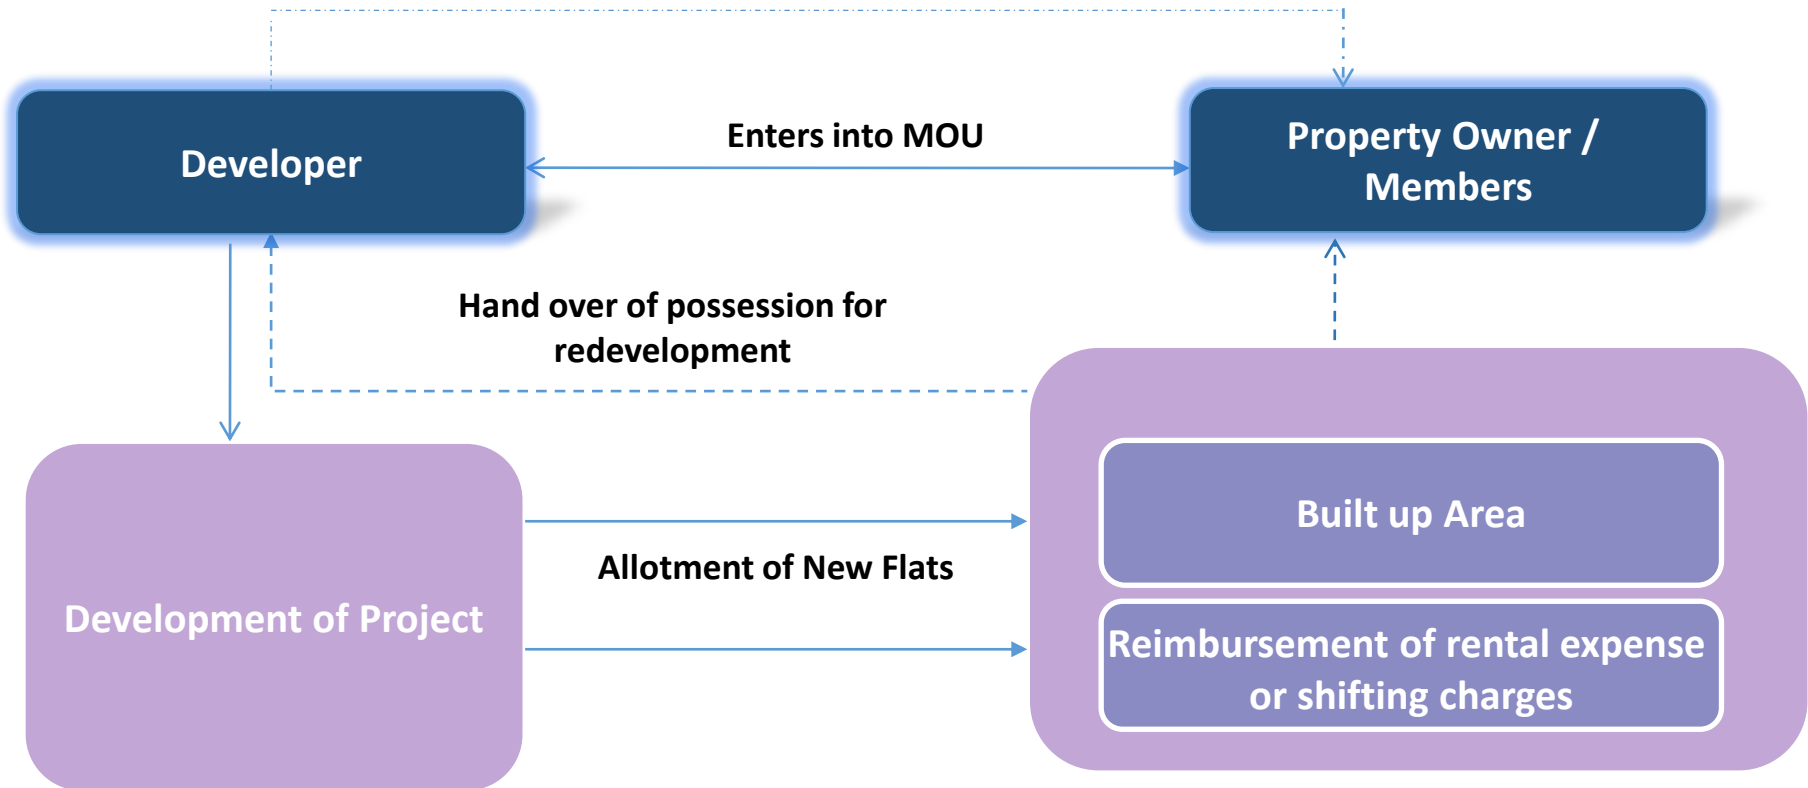 Developer
Enters into MOU
Property Owner /
Members
Hand over of possession for
redevelopment
Development of Project
Allotment of New Flats
Built up Area
Reimbursement of rental expense
or shifting charges